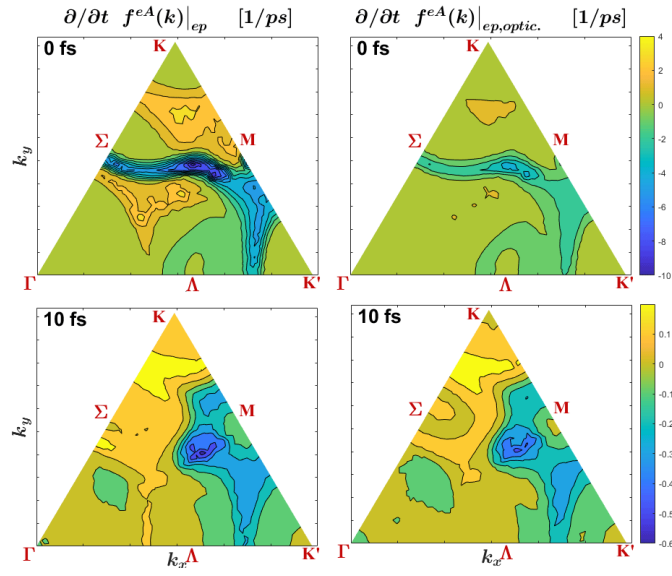 ∂/∂t f^{eA}(k)|_{ep} [1/ps]
∂/∂t f^{eA}(k)|_{ep,optic.} [1/ps]
0 fs
K
Σ
M
k_y
Γ
Λ
K'
0 fs
K
Σ
M
Γ
Λ
K'
4
2
0
-2
-4
-6
-8
-10
10 fs
K
Σ
M
k_y
Γ
k_x
Λ
K'
10 fs
K
Σ
M
Γ
k_x
Λ
K'
0.1
0
-0.1
-0.2
-0.3
-0.4
-0.5
-0.6